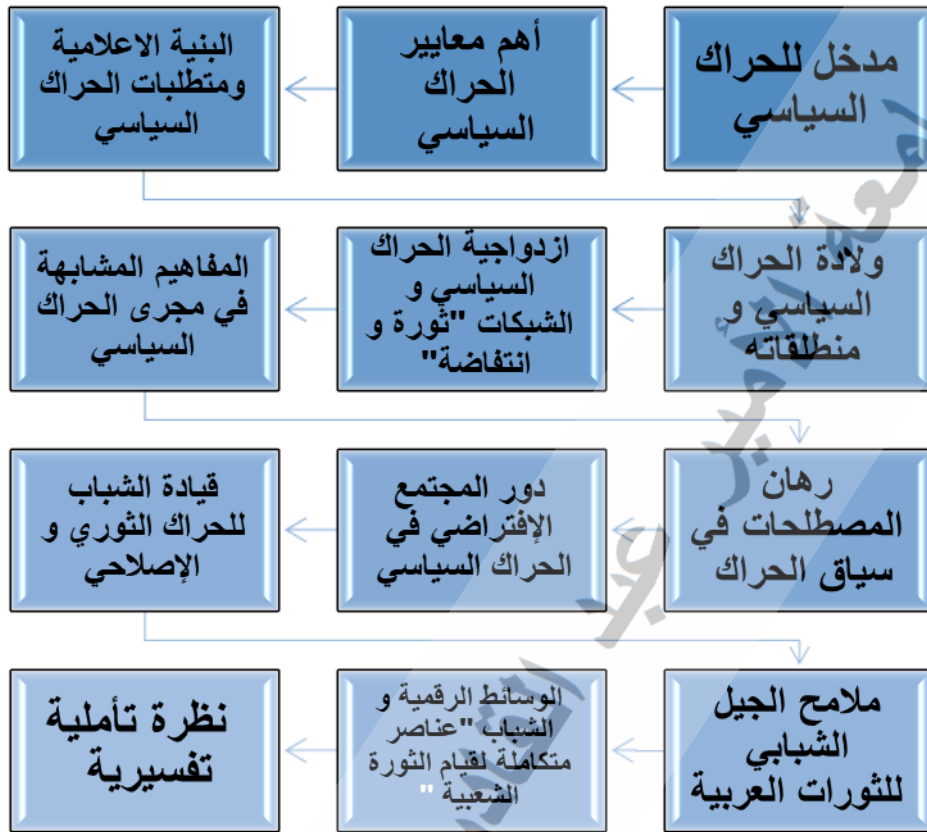 مدخل للحراك
السياسي
أهم معايير
الحراك
السياسي
البنية الاعلامية
ومتطلبات الحراك
السياسي
ولادة الحراك
السياسي و
منطلقاته
ازدواجية الحراك
السياسي و
الشبكات "ثورة و
انتفاضة"
المفاهيم المشابهة
في مجرى الحراك
السياسي
رهان
المصطلحات في
سياق الحراك
دور المجتمع
الإفتراضي في
الحراك السياسي
قيادة الشباب
للحراك الثوري و
الإصلاحي
ملامح الجيل
الشبابي
للثورات العربية
الوسائط الرقمية و
الشباب "عناصر
متكاملة لقيام الثورة
الشعبية "
نظرة تأملية
تفسيرية
الأمير عبد